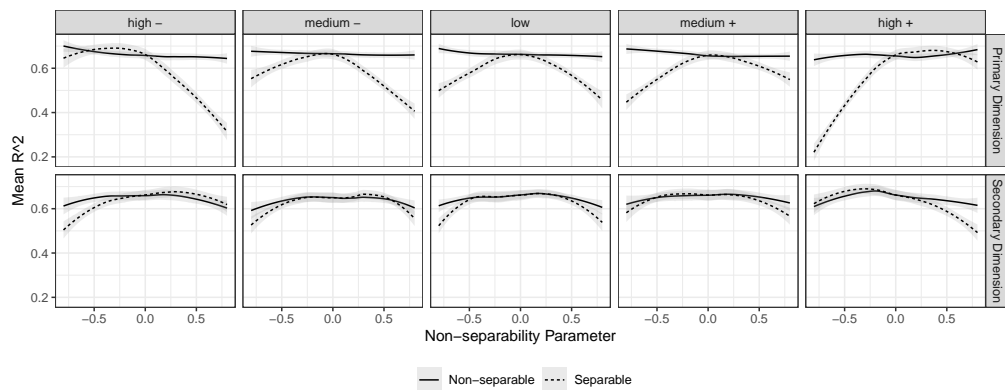 high − medium − low medium + high +
Mean R^2
0.6
0.4
0.2
Primary Dimension
0.6
0.4
0.2
Secondary Dimension
−0.5 0.0 0.5 −0.5 0.0 0.5 −0.5 0.0 0.5 −0.5 0.0 0.5 −0.5 0.0 0.5
Non−separability Parameter
Non−separable Separable